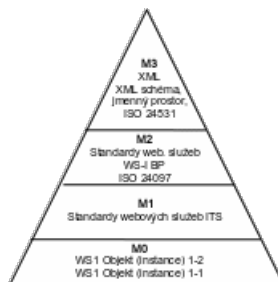 M3
XML
XML schéma,
jmenný prostor,
ISO 24531
M2
Standardy web. služeb
WS-I BP
ISO 24097
M1
Standardy webových služeb ITS
M0
WS1 Objekt (Instance) 1-2
WS1 Objekt (Instance) 1-1